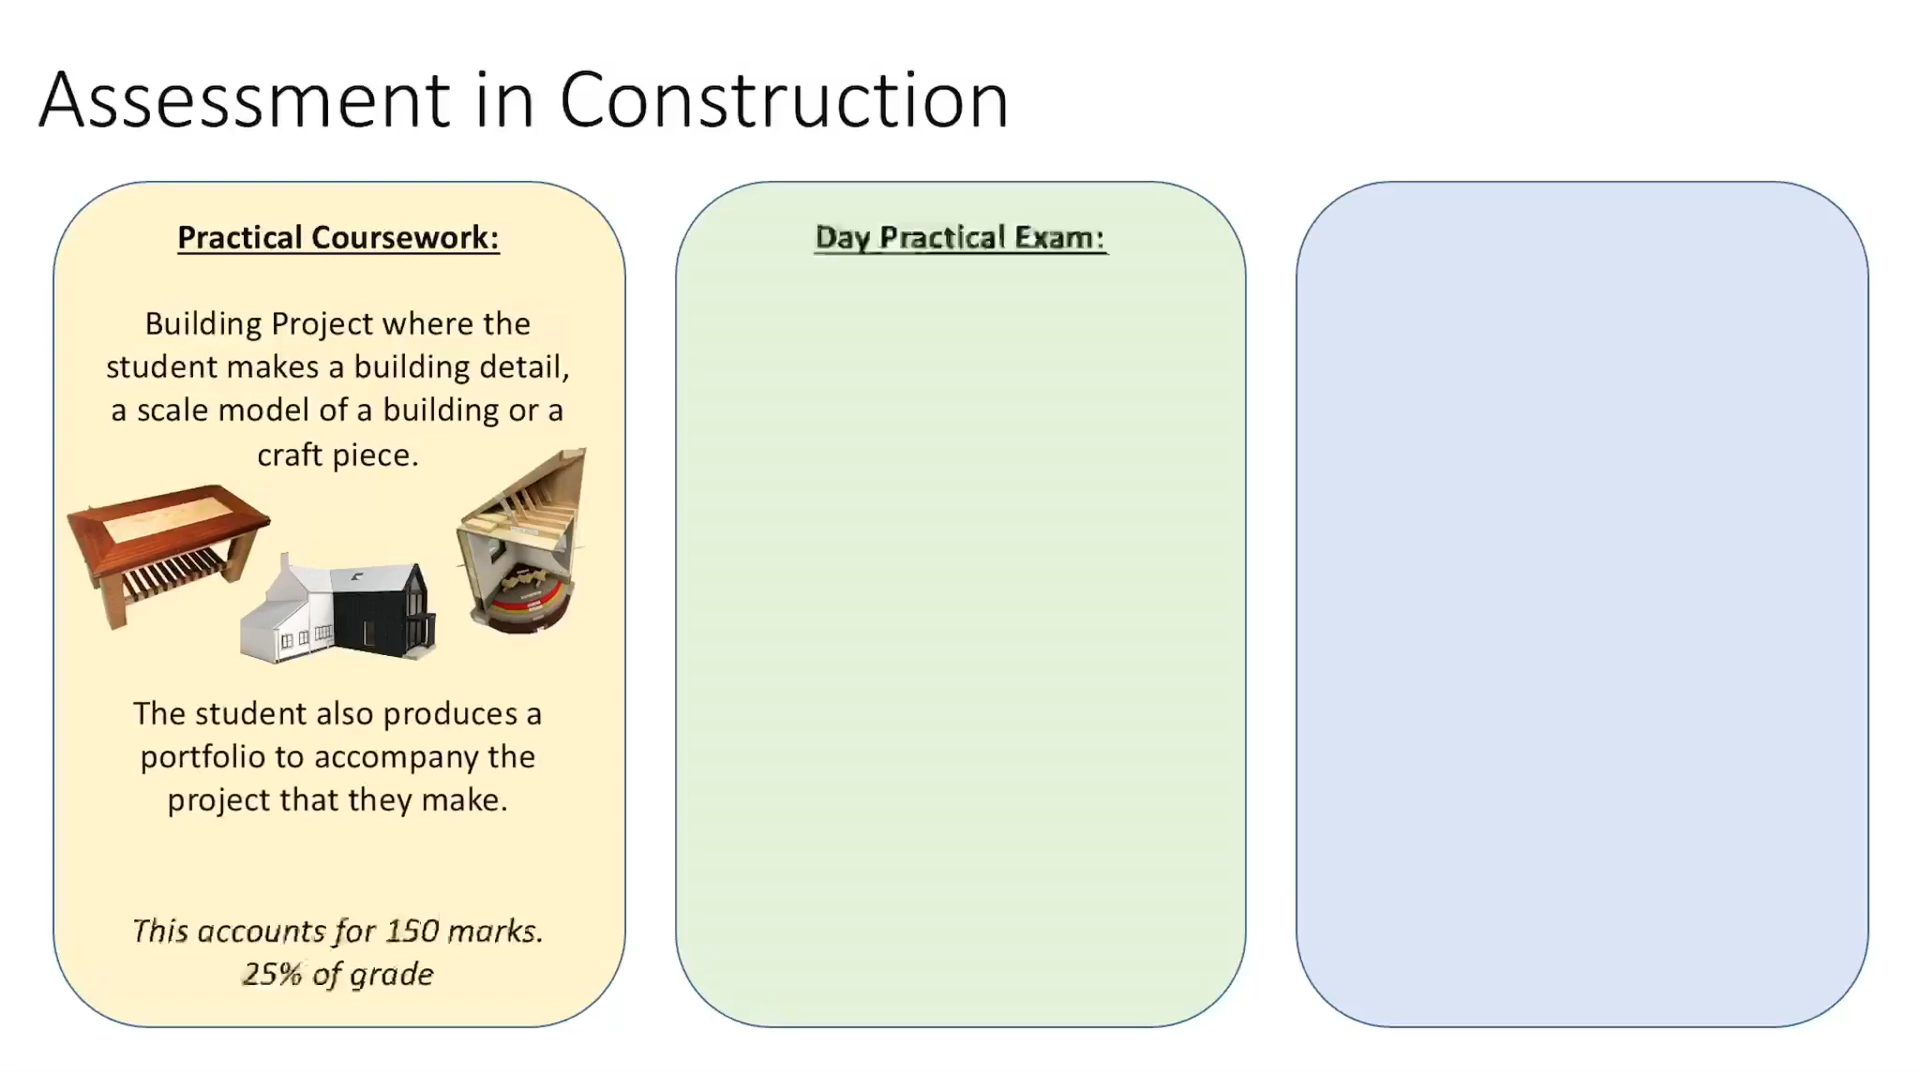 Assessment in Construction
Practical Coursework:
Building Project where the
student makes a building detail,
a scale model of a building or a
craft piece.
The student also produces a
portfolio to accompany the
project that they make.
This accounts for 150 marks.
25% of grade
Day Practical Exam: